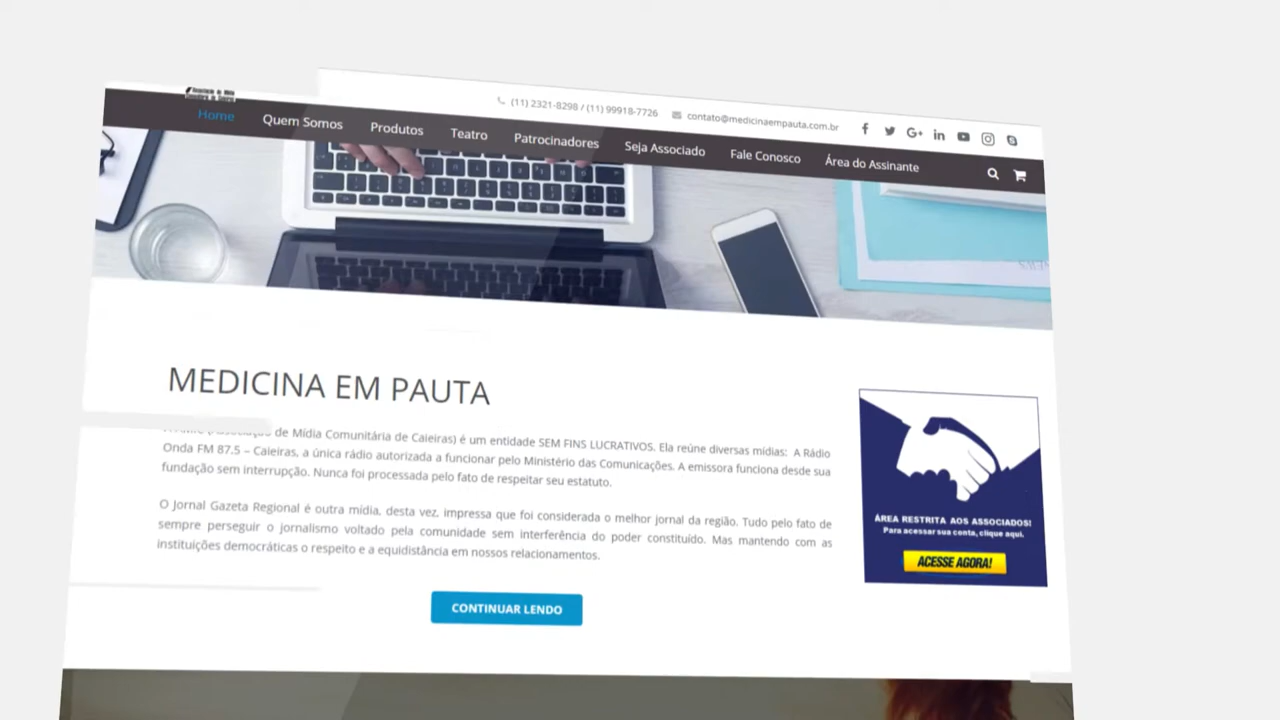 (11) 2321-8298 / (11) 99918-7726
contato@medicinaempauta.com.br
Home Quem Somos Produtos Teatro Patrocinadores Seja Associado Fale Conosco Área do Assinante
NEWS
MEDICINA EM PAUTA
de Mídia Comunitária de Caieiras) é um entidade SEM FINS LUCRATIVOS. Ela reúne diversas mídias: A Rádio
Onda FM 87.5 – Caieiras, a única rádio autorizada a funcionar pelo Ministério das Comunicações. A emissora funciona desde sua
fundação sem interrupção. Nunca foi processada pelo fato de respeitar seu estatuto.
O Jornal Gazeta Regional é outra mídia, desta vez, impressa que foi considerada o melhor jornal da região. Tudo pelo fato de
sempre perseguir o jornalismo voltado pela comunidade sem interferência do poder constituído. Mas mantendo com as
instituições democráticas o respeito e a equidistância em nossos relacionamentos.
CONTINUAR LENDO
ÁREA RESTRITA AOS ASSOCIADOS!
Para acessar sua conta, clique aqui.
ACESSE AGORA!